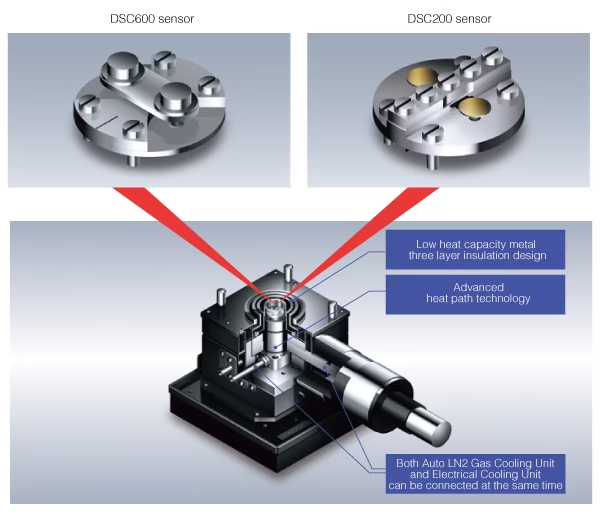 DSC600 sensor
DSC200 sensor
Low heat capacity metal
three layer insulation design
Advanced
heat path technology
Both Auto LN2 Gas Cooling Unit
and Electrical Cooling Unit
can be connected at the same time